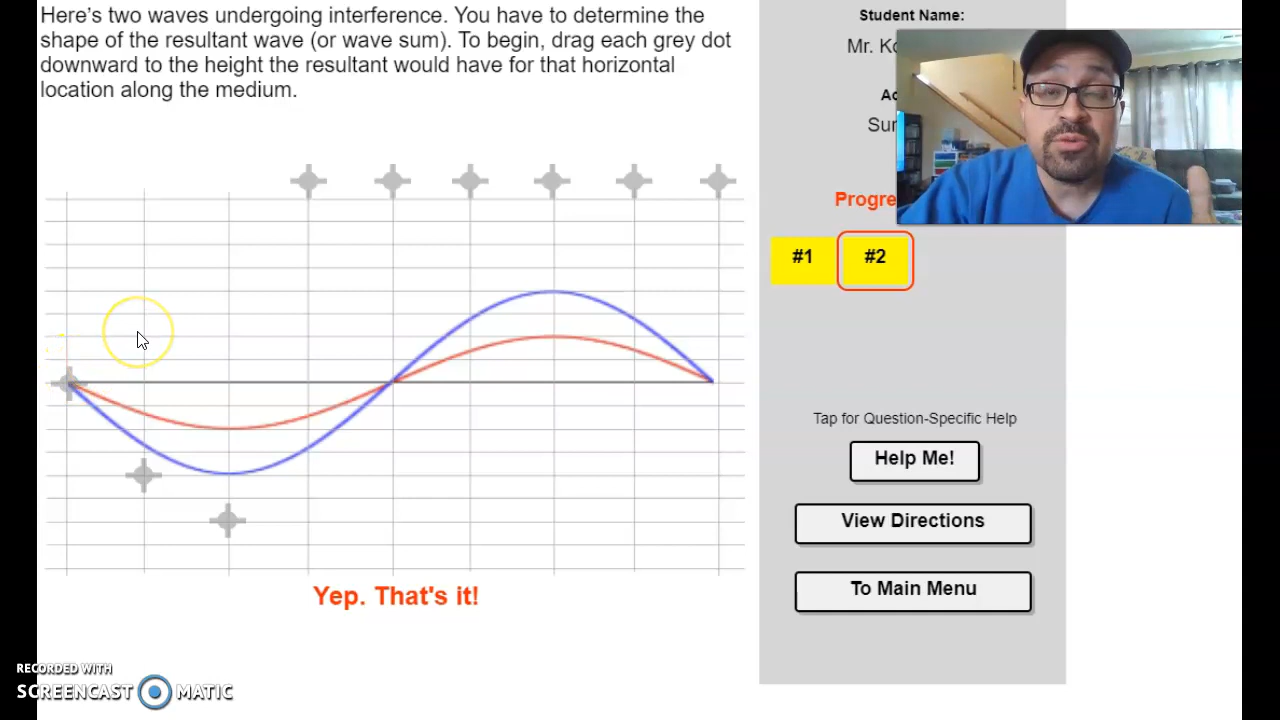 Here's two waves undergoing interference. You have to determine the
shape of the resultant wave (or wave sum). To begin, drag each grey dot
downward to the height the resultant would have for that horizontal
location along the medium.
Yep. That's it!
Student Name:
Mr.
#1
#2
Tap for Question-Specific Help
Help Me!
View Directions
To Main Menu
RECORDED WITH
SCREENCAST MATIC